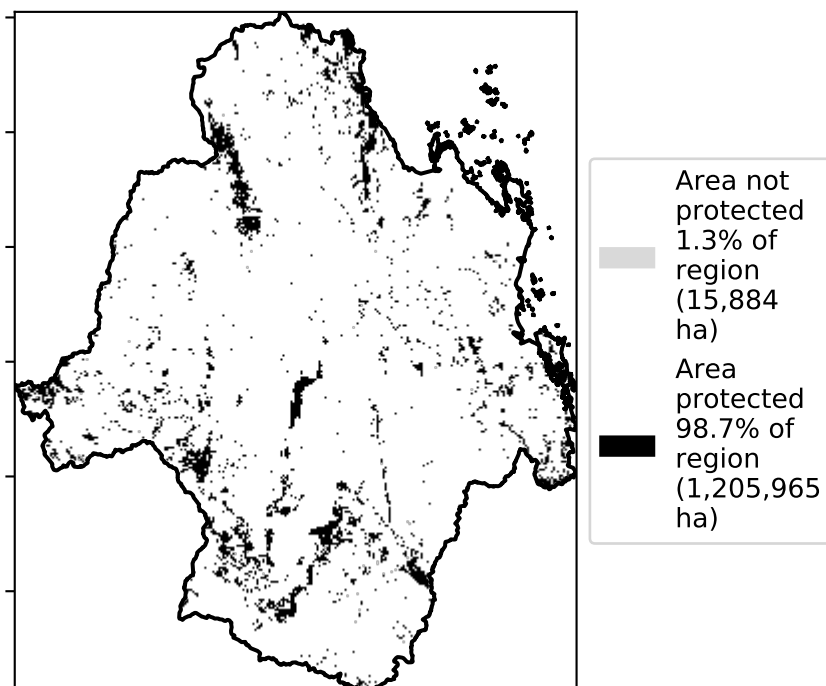 Area not
protected
1.3% of
region
(15,884
ha)
Area
protected
98.7% of
region
(1,205,965
ha)